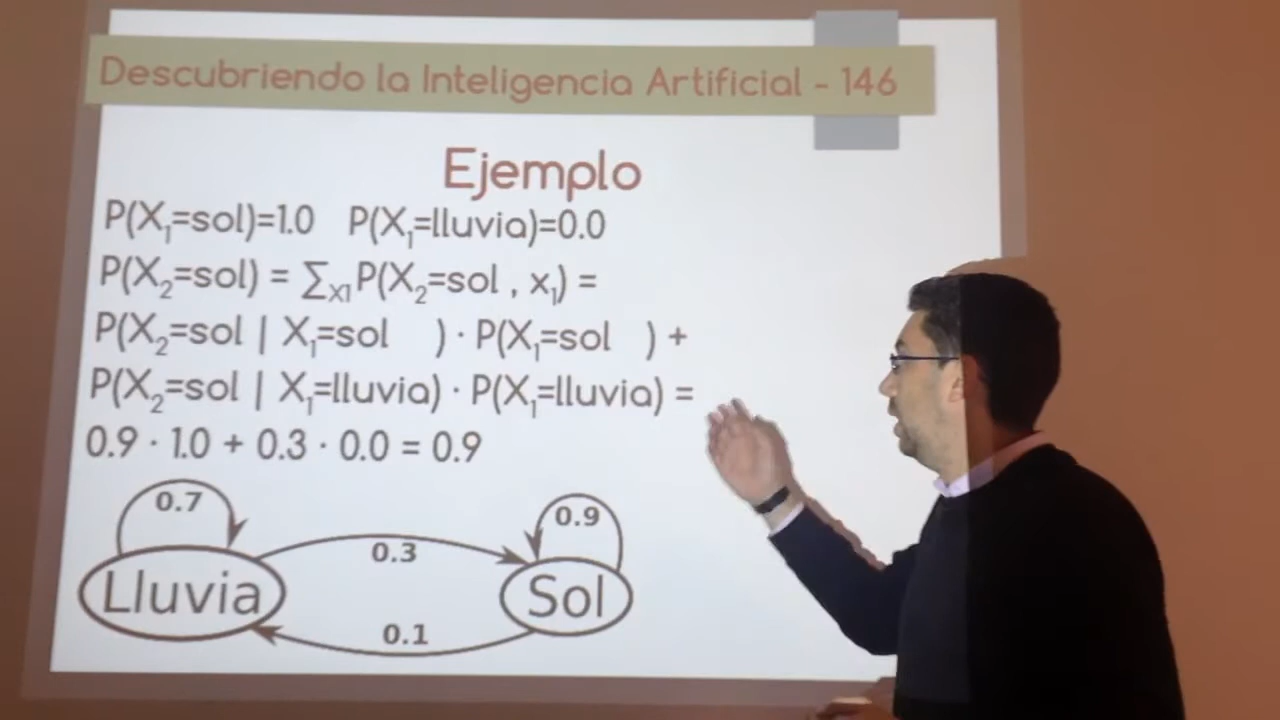 Descubriendo la Inteligencia Artificial - 146
Ejemplo
P(X₁=sol)=1.0 P(X₁=lluvia)=0.0
P(X₂=sol) = ∑x₁P(X₂=sol , x₁) =
P(X₂=sol | X₁=sol ) · P(X₁=sol ) +
P(X₂=sol | X₁=lluvia) · P(X₁=lluvia) =
0.9 · 1.0 + 0.3 · 0.0 = 0.9
0.7
0.9
0.3
Lluvia
Sol
0.1